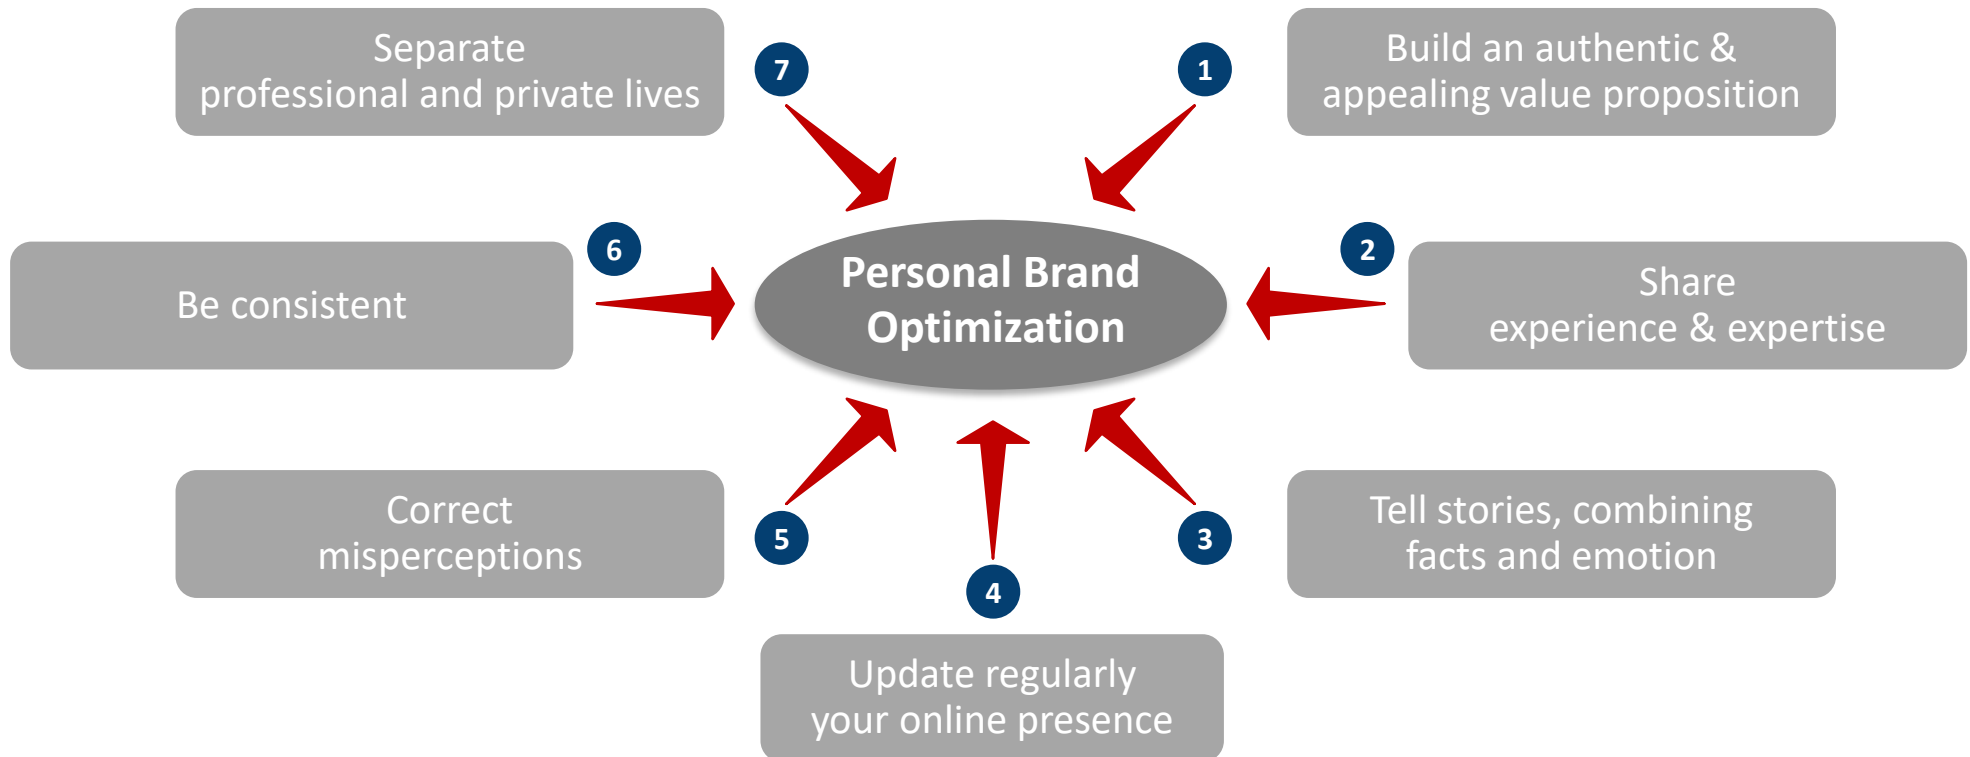 Personal Brand
Optimization
1
Build an authentic &
appealing value proposition
2
Share
experience & expertise
3
Tell stories, combining
facts and emotion
4
Update regularly
your online presence
5
Correct
misperceptions
6
Be consistent
7
Separate
professional and private lives